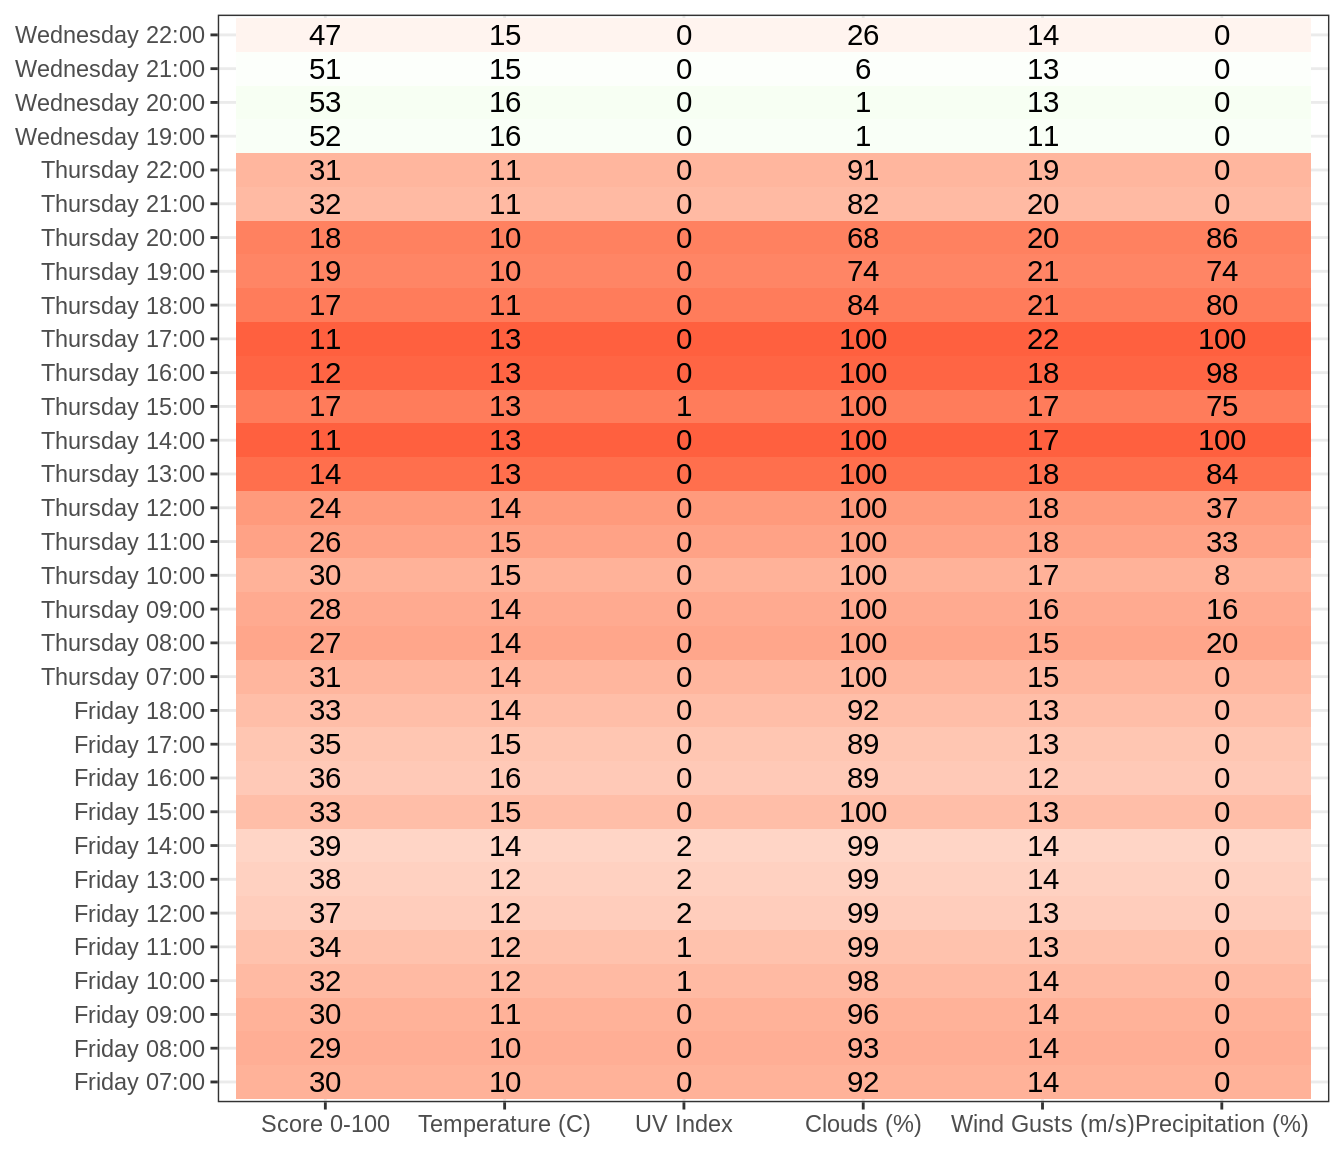 Wednesday 22:00 47 15 0 26 14 0
Wednesday 21:00 51 15 0 6 13 0
Wednesday 20:00 53 16 0 1 13 0
Wednesday 19:00 52 16 0 1 11 0
Thursday 22:00 31 11 0 91 19 0
Thursday 21:00 32 11 0 82 20 0
Thursday 20:00 18 10 0 68 20 86
Thursday 19:00 19 10 0 74 21 74
Thursday 18:00 17 11 0 84 21 80
Thursday 17:00 11 13 0 100 22 100
Thursday 16:00 12 13 0 100 18 98
Thursday 15:00 17 13 1 100 17 75
Thursday 14:00 11 13 0 100 17 100
Thursday 13:00 14 13 0 100 18 84
Thursday 12:00 24 14 0 100 18 37
Thursday 11:00 26 15 0 100 18 33
Thursday 10:00 30 15 0 100 17 8
Thursday 09:00 28 14 0 100 16 16
Thursday 08:00 27 14 0 100 15 20
Thursday 07:00 31 14 0 100 15 0
Friday 18:00 33 14 0 92 13 0
Friday 17:00 35 15 0 89 13 0
Friday 16:00 36 16 0 89 12 0
Friday 15:00 33 15 0 100 13 0
Friday 14:00 39 14 2 99 14 0
Friday 13:00 38 12 2 99 14 0
Friday 12:00 37 12 2 99 13 0
Friday 11:00 34 12 1 99 13 0
Friday 10:00 32 12 1 98 14 0
Friday 09:00 30 11 0 96 14 0
Friday 08:00 29 10 0 93 14 0
Friday 07:00 30 10 0 92 14 0
Score 0-100 Temperature (C) UV Index Clouds (%) Wind Gusts (m/s) Precipitation (%)